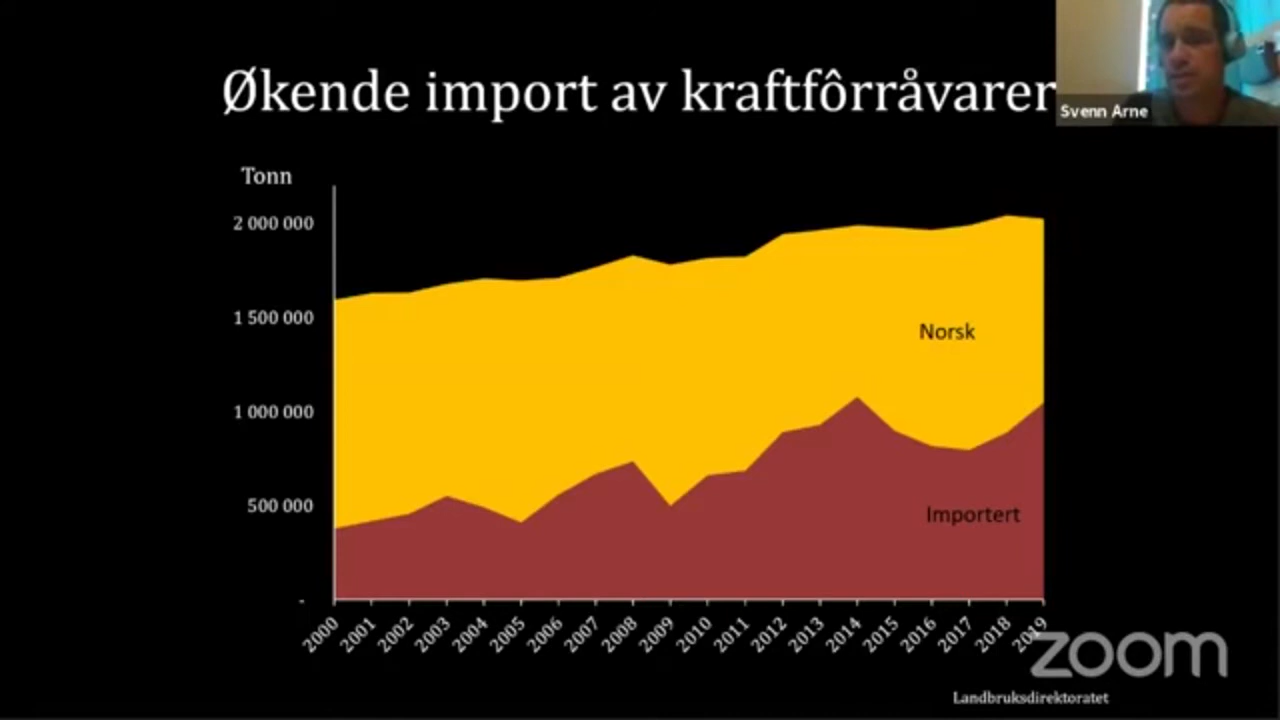 Økende import av kraftfôrråvarer
Svenn Arne
Tonn
2 000 000
1 500 000
1 000 000
500 000
-
Norsk
Importert
2000 2001 2002 2003 2004 2005 2006 2007 2008 2009 2010 2011 2012 2013 2014 2015 2016 2017 2018 2019
zoom
Landbruksdirektoratet